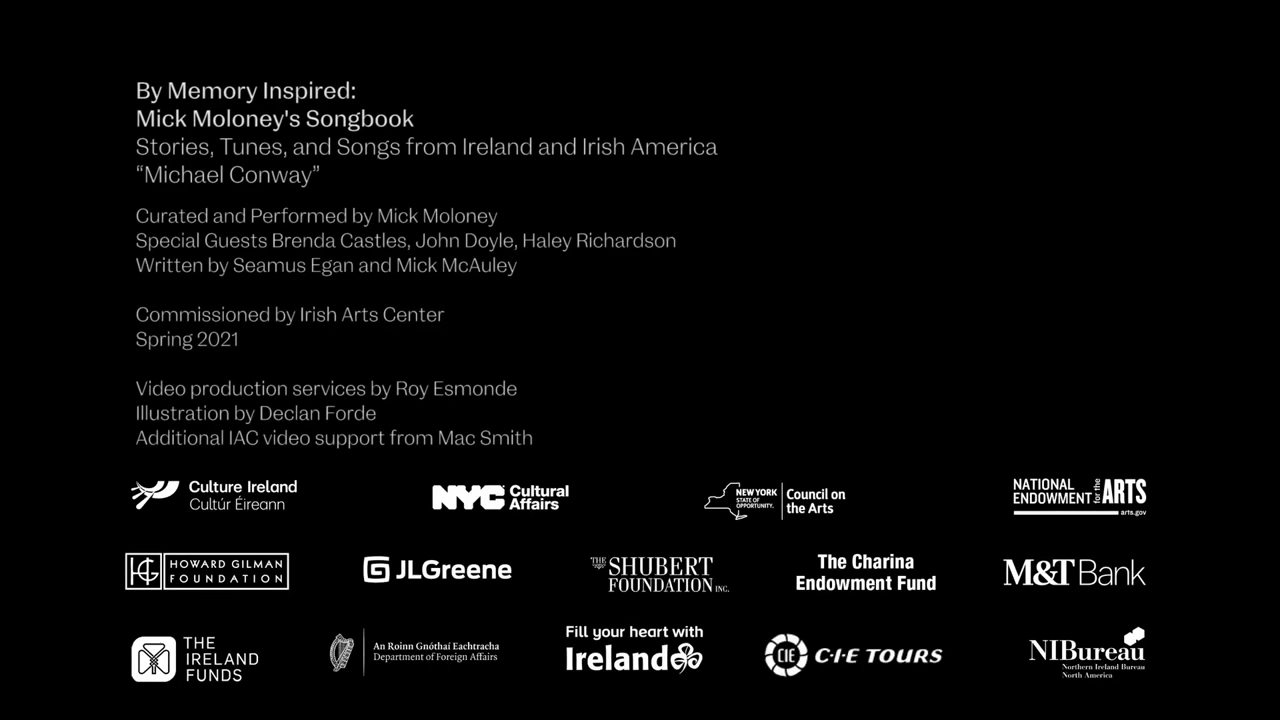 By Memory Inspired:
Mick Moloney's Songbook
Stories, Tunes, and Songs from Ireland and Irish America
“Michael Conway”
Curated and Performed by Mick Moloney
Special Guests Brenda Castles, John Doyle, Haley Richardson
Written by Seamus Egan and Mick McAuley
Commissioned by Irish Arts Center
Spring 2021
Video production services by Roy Esmonde
Illustration by Declan Forde
Additional IAC video support from Mac Smith
Culture Ireland
Cultúr Éireann
NYC Cultural
Affairs
NEW YORK
STATE OF
OPPORTUNITY.
Council on
the Arts
NATIONAL
ENDOWMENT
for the
ARTS
arts.gov
HG
HOWARD GILMAN
FOUNDATION
JLGreene
THE SHUBERT
FOUNDATION INC.
The Charina
Endowment Fund
M&T Bank
THE
IRELAND
FUNDS
An Roinn Gnóthaí Eachtracha
Department of Foreign Affairs
Fill your heart with
Ireland
CIE
CIE TOURS
NIBureau
Northern Ireland Bureau
North America